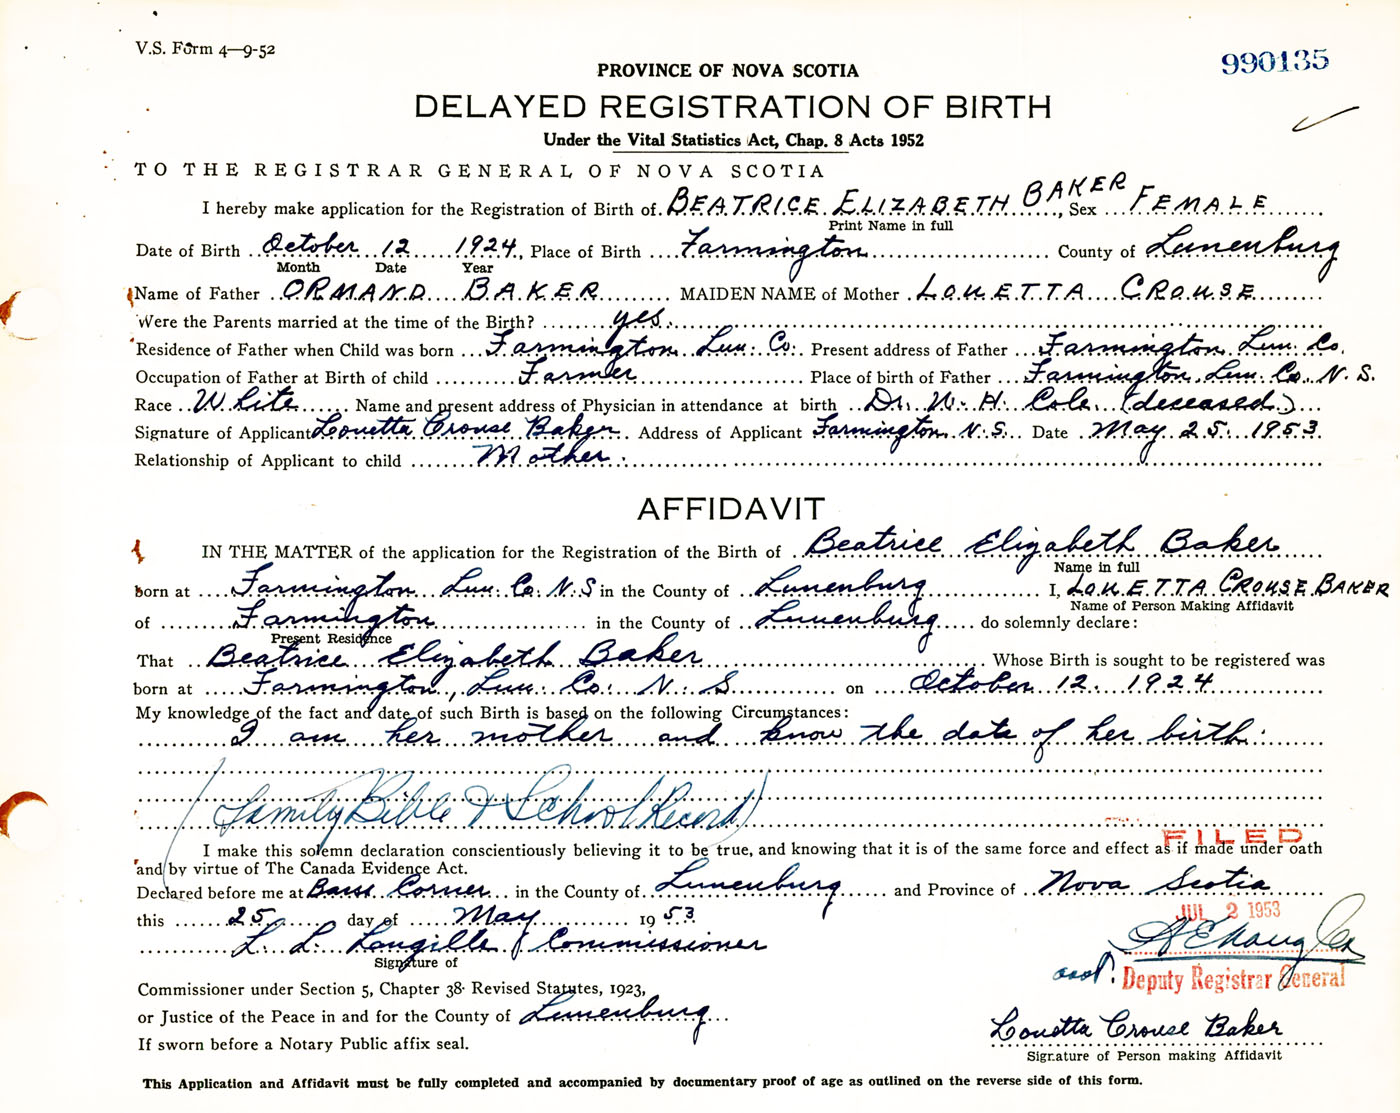 V.S. Form 4—9-52
990135
PROVINCE OF NOVA SCOTIA
DELAYED REGISTRATION OF BIRTH
Under the Vital Statistics Act, Chap. 8 Acts 1952
TO THE REGISTRAR GENERAL OF NOVA SCOTIA
I hereby make application for the Registration of Birth of BEATRICE ELIZABETH BAKER, Sex FEMALE
Print Name in full
Date of Birth October 12 1924, Place of Birth Farmington County of Lunenburg
Month Date Year
Name of Father ORMAND BAKER MAIDEN NAME of Mother LOUETTA CROUSE
Were the Parents married at the time of the Birth? yes.
Residence of Father when Child was born Farmington Lun. Co. Present address of Father Farmington Lun. Co.
Occupation of Father at Birth of child Farmer Place of birth of Father Farmington, Lun. Co. N. S.
Race White Name and present address of Physician in attendance at birth Dr. W. H. Cole (deceased)
Signature of Applicant Louetta Crouse Baker Address of Applicant Farmington N. S. Date May 25 1953
Relationship of Applicant to child Mother.
AFFIDAVIT
IN THE MATTER of the application for the Registration of the Birth of Beatrice Elizabeth Baker
Name in full
born at Farmington Lun. Co. N. S in the County of Lunenburg I, LOUETTA CROUSE BAKER
Name of Person Making Affidavit
of Farmington in the County of Lunenburg do solemnly declare:
Present Residence
That Beatrice Elizabeth Baker Whose Birth is sought to be registered was
born at Farmington, Lun. Co. N. S on October 12 1924
My knowledge of the fact and date of such Birth is based on the following Circumstances:
I am her mother and know the date of her birth.
(Family Bible & School Record)
FILED
I make this solemn declaration conscientiously believing it to be true, and knowing that it is of the same force and effect as if made under oath
and by virtue of The Canada Evidence Act.
Declared before me at Barss Corner in the County of Lunenburg and Province of Nova Scotia
this 25 day of May 1953
JUL 2 1953
L. L. Langille Commissioner
Signature of
asst. Deputy Registrar General
Commissioner under Section 5, Chapter 38 Revised Statutes, 1923,
or Justice of the Peace in and for the County of Lunenburg
Louetta Crouse Baker
If sworn before a Notary Public affix seal.
Signature of Person making Affidavit
This Application and Affidavit must be fully completed and accompanied by documentary proof of age as outlined on the reverse side of this form.